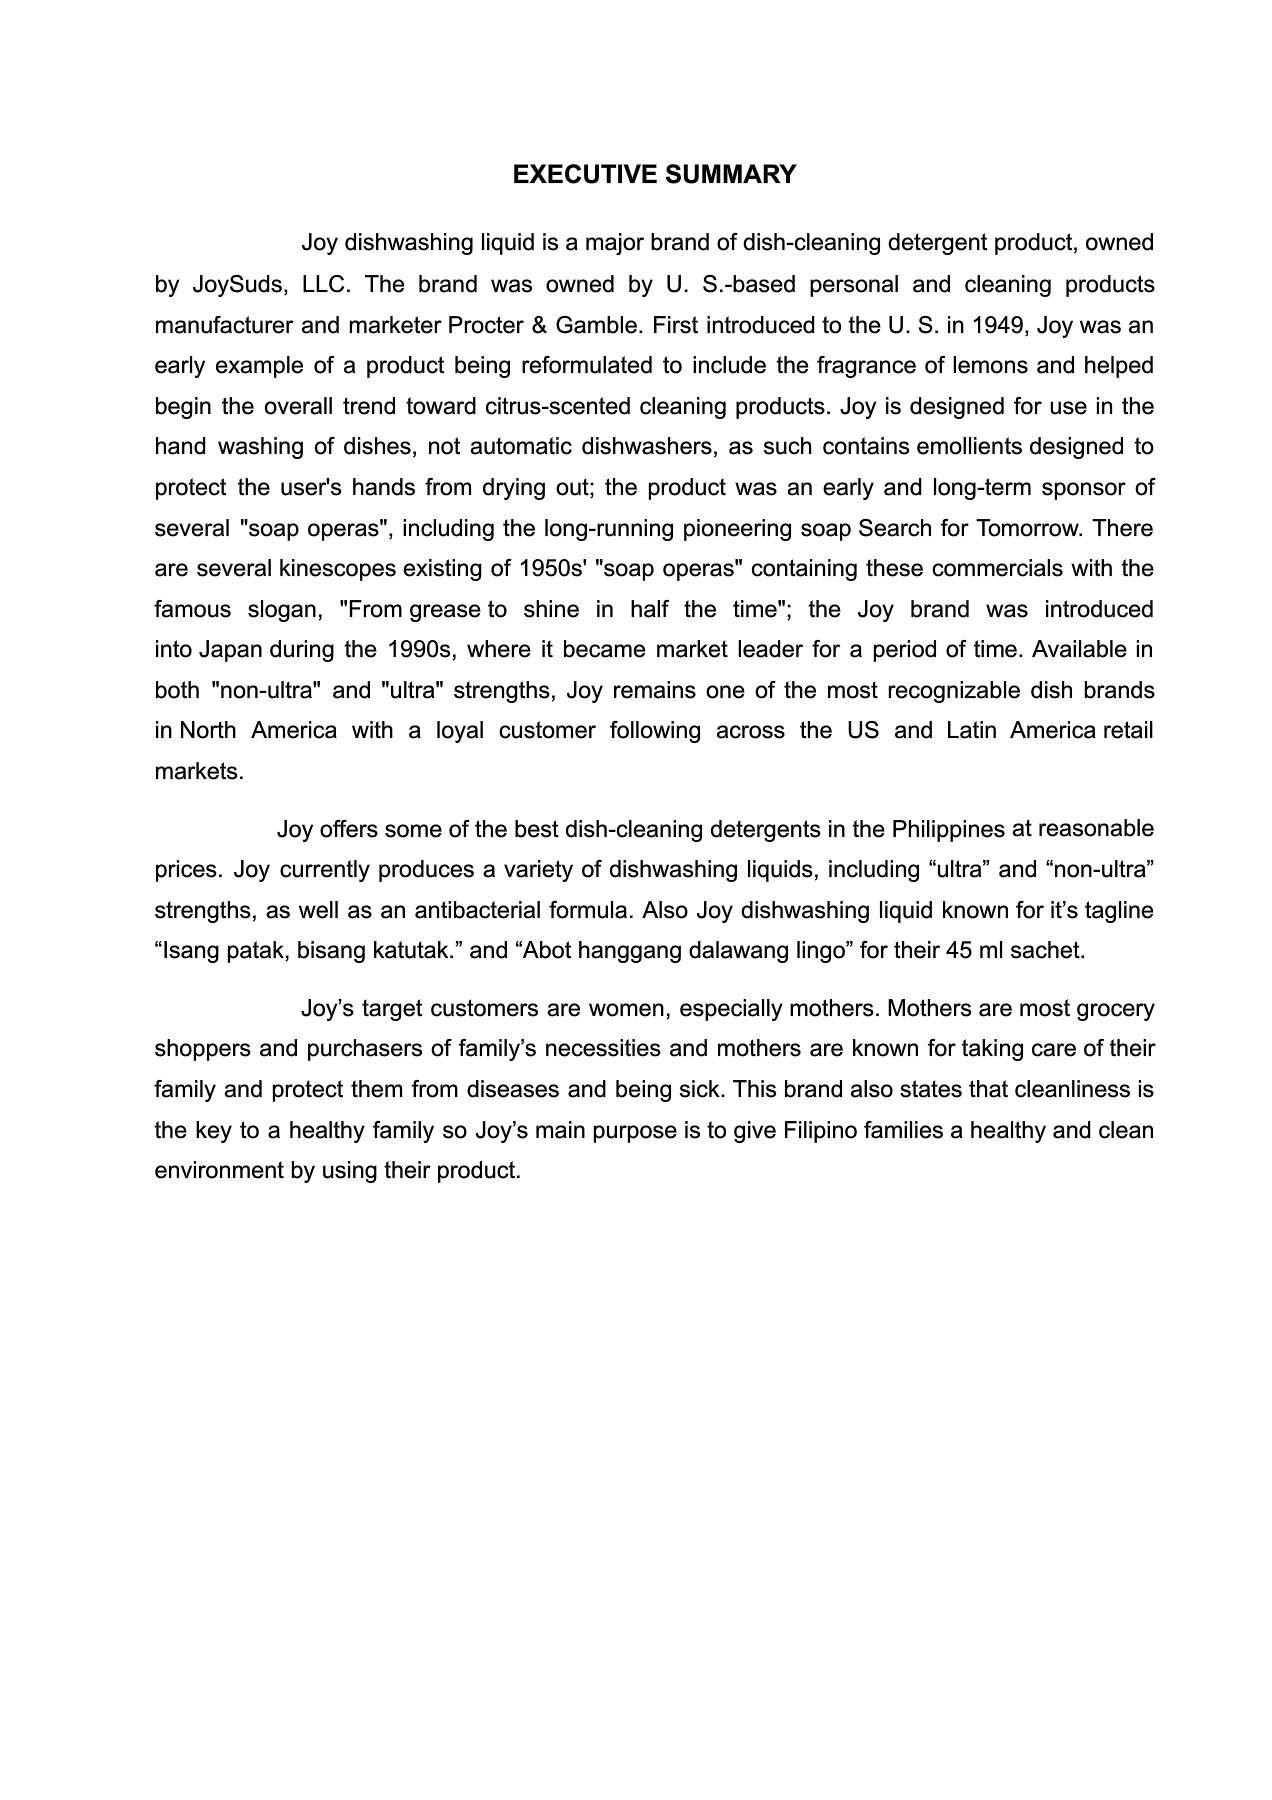 EXECUTIVE SUMMARY
Joy dishwashing liquid is a major brand of dish-cleaning detergent product, owned
by JoySuds, LLC. The brand was owned by U. S.-based personal and cleaning products
manufacturer and marketer Procter & Gamble. First introduced to the U. S. in 1949, Joy was an
early example of a product being reformulated to include the fragrance of lemons and helped
begin the overall trend toward citrus-scented cleaning products. Joy is designed for use in the
hand washing of dishes, not automatic dishwashers, as such contains emollients designed to
protect the user's hands from drying out; the product was an early and long-term sponsor of
several "soap operas", including the long-running pioneering soap Search for Tomorrow. There
are several kinescopes existing of 1950s' "soap operas" containing these commercials with the
famous slogan, "From grease to shine in half the time"; the Joy brand was introduced
into Japan during the 1990s, where it became market leader for a period of time. Available in
both "non-ultra" and "ultra" strengths, Joy remains one of the most recognizable dish brands
in North America with a loyal customer following across the US and Latin America retail
markets.
Joy offers some of the best dish-cleaning detergents in the Philippines at reasonable
prices. Joy currently produces a variety of dishwashing liquids, including “ultra” and “non-ultra”
strengths, as well as an antibacterial formula. Also Joy dishwashing liquid known for it’s tagline
“Isang patak, bisang katutak.” and “Abot hanggang dalawang lingo” for their 45 ml sachet.
Joy’s target customers are women, especially mothers. Mothers are most grocery
shoppers and purchasers of family’s necessities and mothers are known for taking care of their
family and protect them from diseases and being sick. This brand also states that cleanliness is
the key to a healthy family so Joy’s main purpose is to give Filipino families a healthy and clean
environment by using their product.